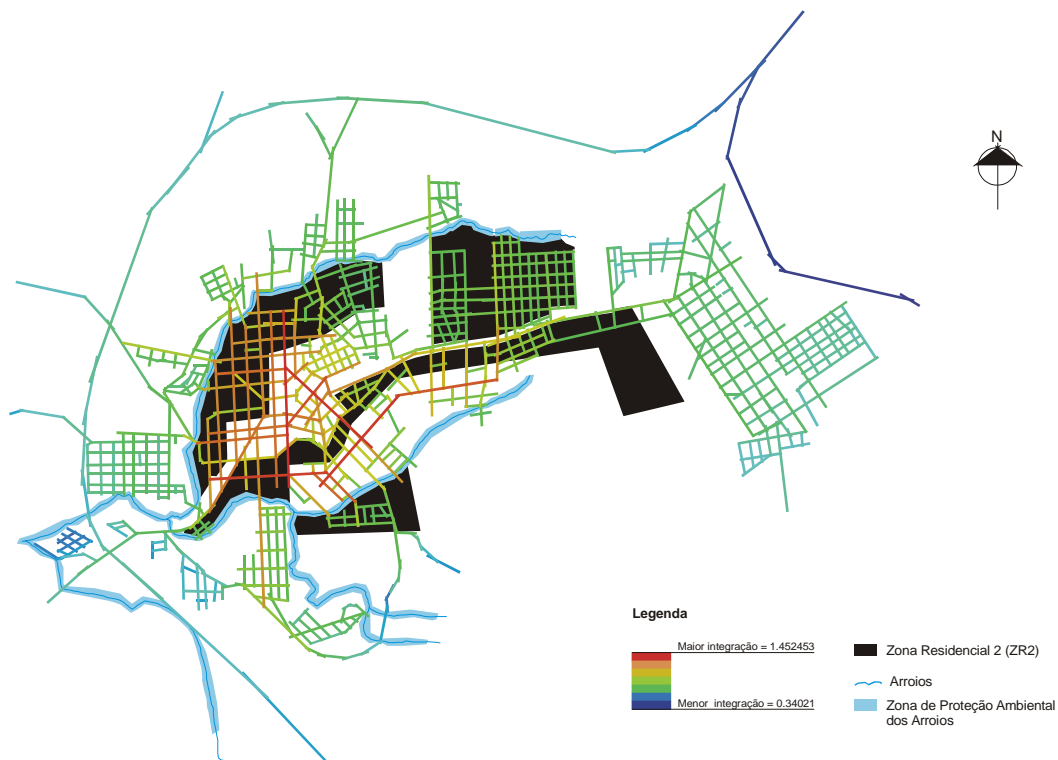 N
Legenda
Maior integração = 1.452453
Menor integração = 0.34021
Zona Residencial 2 (ZR2)
Arroios
Zona de Proteção Ambiental
dos Arroios